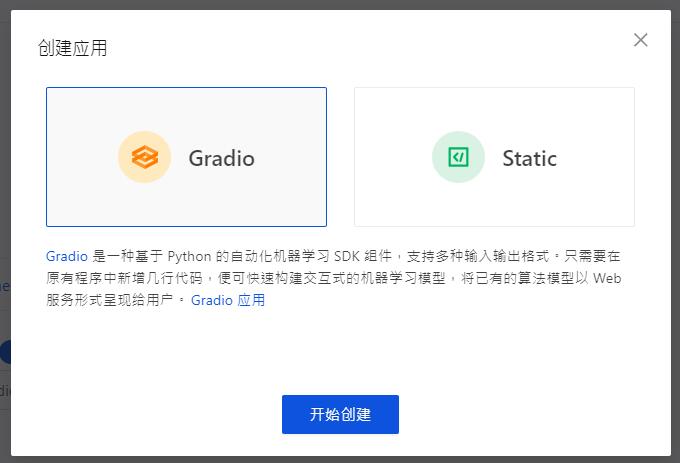 创建应用
Gradio
Static
Gradio 是一种基于 Python 的自动化机器学习 SDK 组件，支持多种输入输出格式。只需要在
原有程序中新增几行代码，便可快速构建交互式的机器学习模型，将已有的算法模型以 Web
服务形式呈现给用户。 Gradio 应用
开始创建